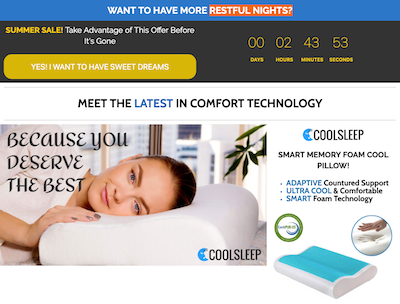 WANT TO HAVE MORE RESTFUL NIGHTS?
SUMMER SALE! Take Advantage of This Offer Before
It's Gone
00 02 43 53
DAYS HOURS MINUTES SECONDS
YES! I WANT TO HAVE SWEET DREAMS
MEET THE LATEST IN COMFORT TECHNOLOGY
BECAUSE YOU
DESERVE
THE BEST
COOLSLEEP
COOLSLEEP
SMART MEMORY FOAM COOL
PILLOW!
ADAPTIVE Countured Support
ULTRA COOL & Comfortable
SMART Foam Technology